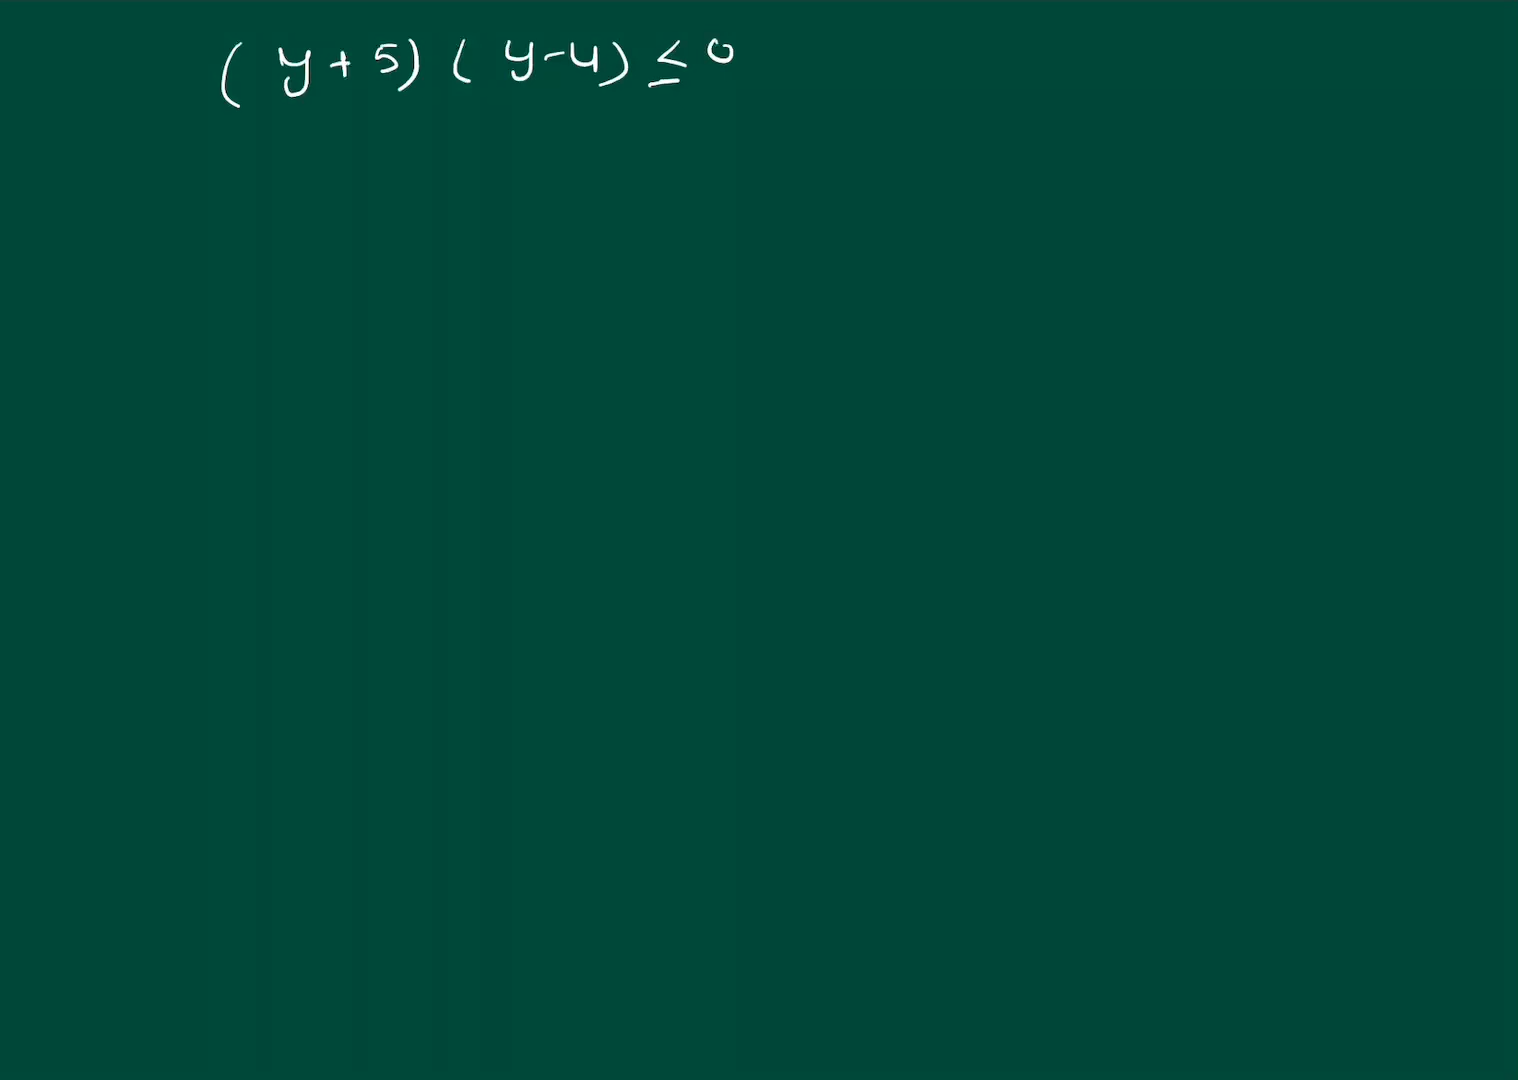 ( y + 5 ) ( y - 4 ) ≤ 0